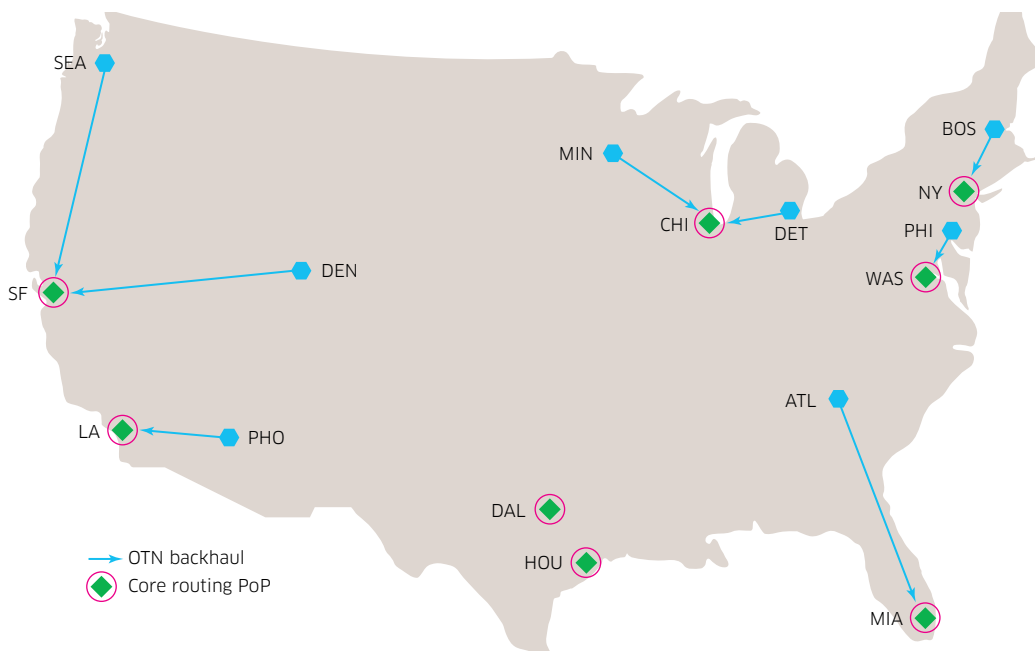 SEA
BOS
MIN
NY
CHI
DET
PHI
DEN
WAS
SF
ATL
LA
PHO
DAL
OTN backhaul
HOU
Core routing PoP
MIA